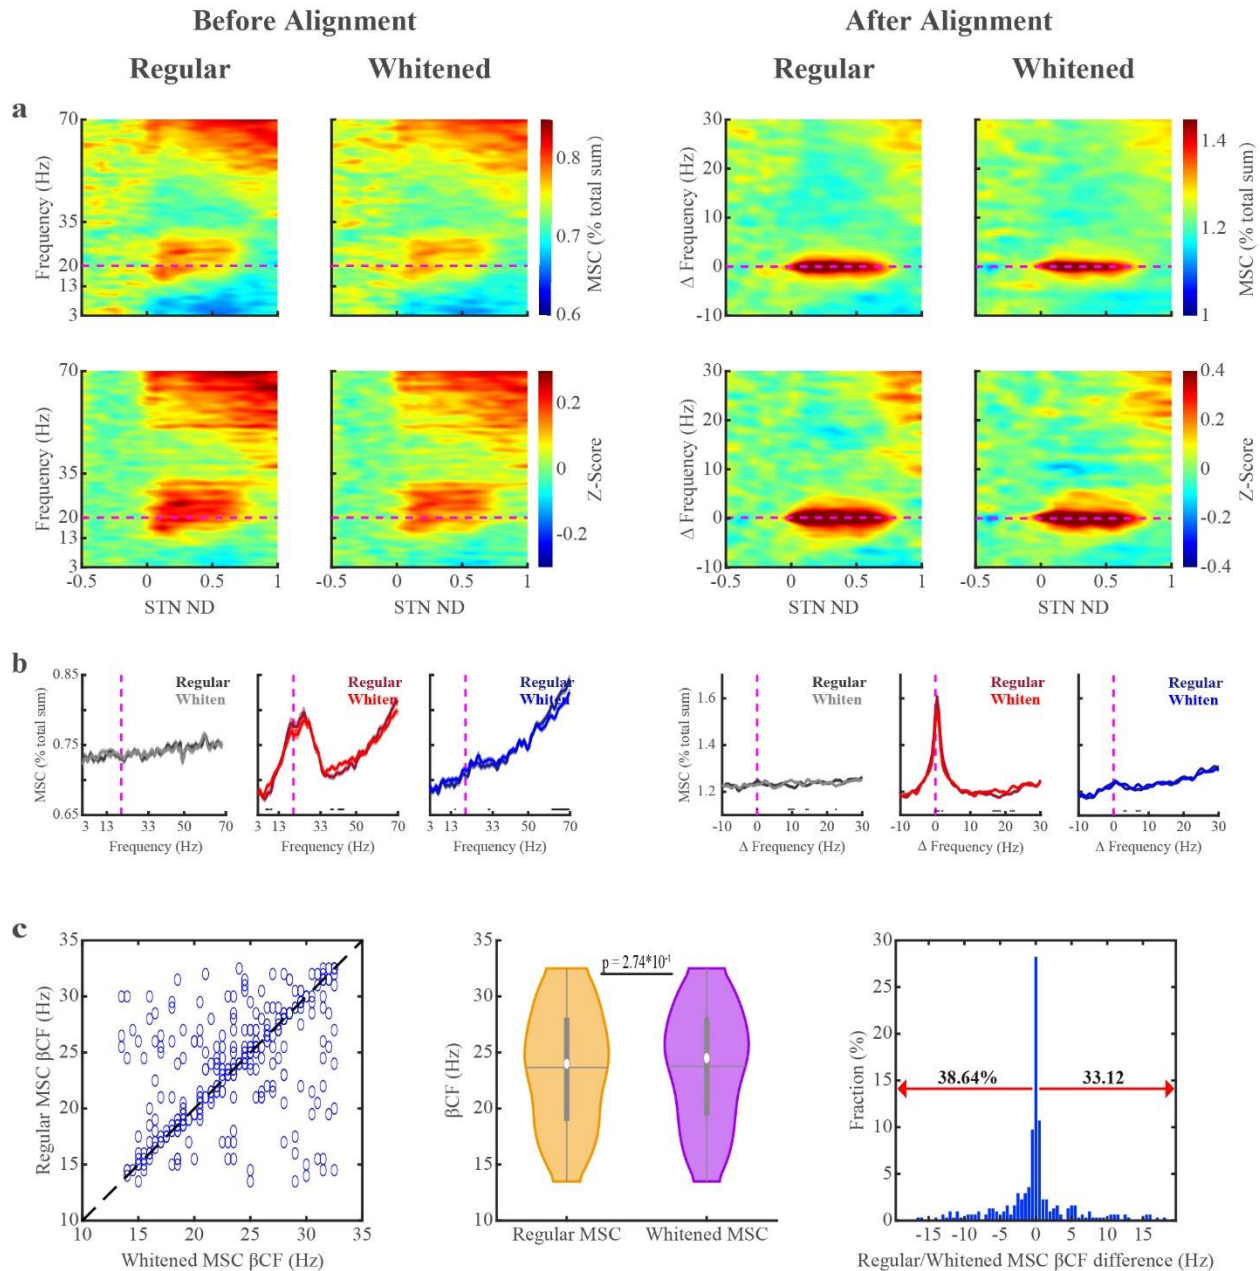 Before Alignment
After Alignment
Regular
Whitened
Regular
Whitened
a
70
35
20
13
3
Frequency (Hz)
0.8
0.7
0.6
MSC (% total sum)
30
20
10
0
-10
Δ Frequency (Hz)
1.4
1.2
1
MSC (% total sum)
70
35
20
13
3
Frequency (Hz)
-0.5 0 0.5 1
STN ND
-0.5 0 0.5 1
STN ND
0.2
0
-0.2
Z-Score
30
20
10
0
-10
Δ Frequency (Hz)
-0.5 0 0.5 1
STN ND
-0.5 0 0.5 1
STN ND
0.4
0.2
0
-0.2
-0.4
Z-Score
b
0.85
0.75
0.65
MSC (% total sum)
Regular
Whiten
3 13 33 50 70
Frequency (Hz)
Regular
Whiten
3 13 33 50 70
Frequency (Hz)
Regular
Whiten
3 13 33 50 70
Frequency (Hz)
1.6
1.4
1.2
MSC (% total sum)
Regular
Whiten
-10 0 10 20 30
Δ Frequency (Hz)
Regular
Whiten
-10 0 10 20 30
Δ Frequency (Hz)
Regular
Whiten
-10 0 10 20 30
Δ Frequency (Hz)
c
35
30
25
20
15
10
Regular MSC βCF (Hz)
10 15 20 25 30 35
Whitened MSC βCF (Hz)
35
30
25
20
15
10
βCF (Hz)
p = 2.74*10⁻¹
Regular MSC Whitened MSC
30
25
20
15
10
5
0
Fraction (%)
38.64% 33.12
-15 -10 -5 0 5 10 15
Regular/Whitened MSC βCF difference (Hz)